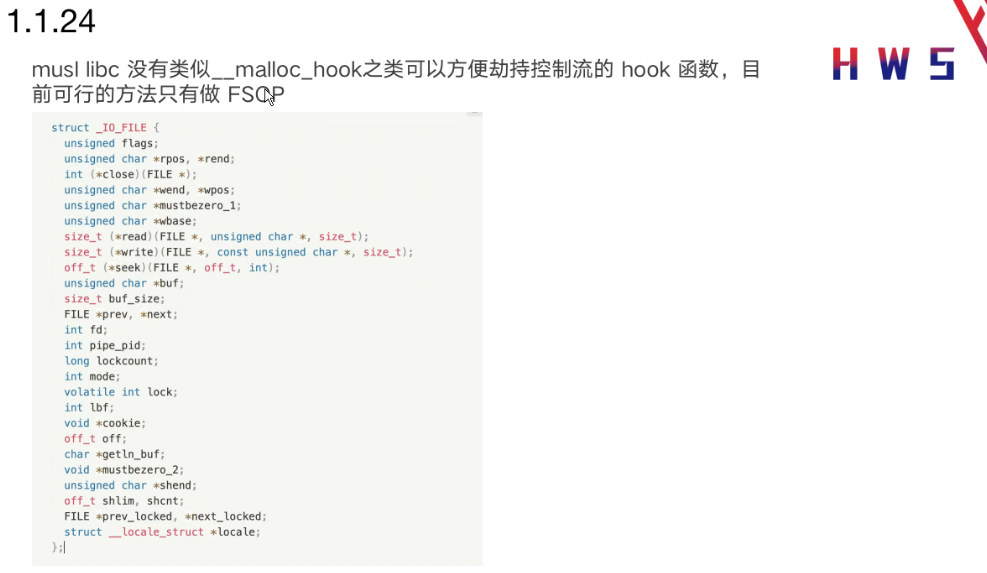 1.1.24
HWS
musl libc 没有类似__malloc_hook之类可以方便劫持控制流的 hook 函数，目
前可行的方法只有做 FSOP
struct _IO_FILE {
unsigned flags;
unsigned char *rpos, *rend;
int (*close)(FILE *);
unsigned char *wend, *wpos;
unsigned char *mustbezero_1;
unsigned char *wbase;
size_t (*read)(FILE *, unsigned char *, size_t);
size_t (*write)(FILE *, const unsigned char *, size_t);
off_t (*seek)(FILE *, off_t, int);
unsigned char *buf;
size_t buf_size;
FILE *prev, *next;
int fd;
int pipe_pid;
long lockcount;
int mode;
volatile int lock;
int lbf;
void *cookie;
off_t off;
char *getln_buf;
void *mustbezero_2;
unsigned char *shend;
off_t shlim, shcnt;
FILE *prev_locked, *next_locked;
struct __locale_struct *locale;
};